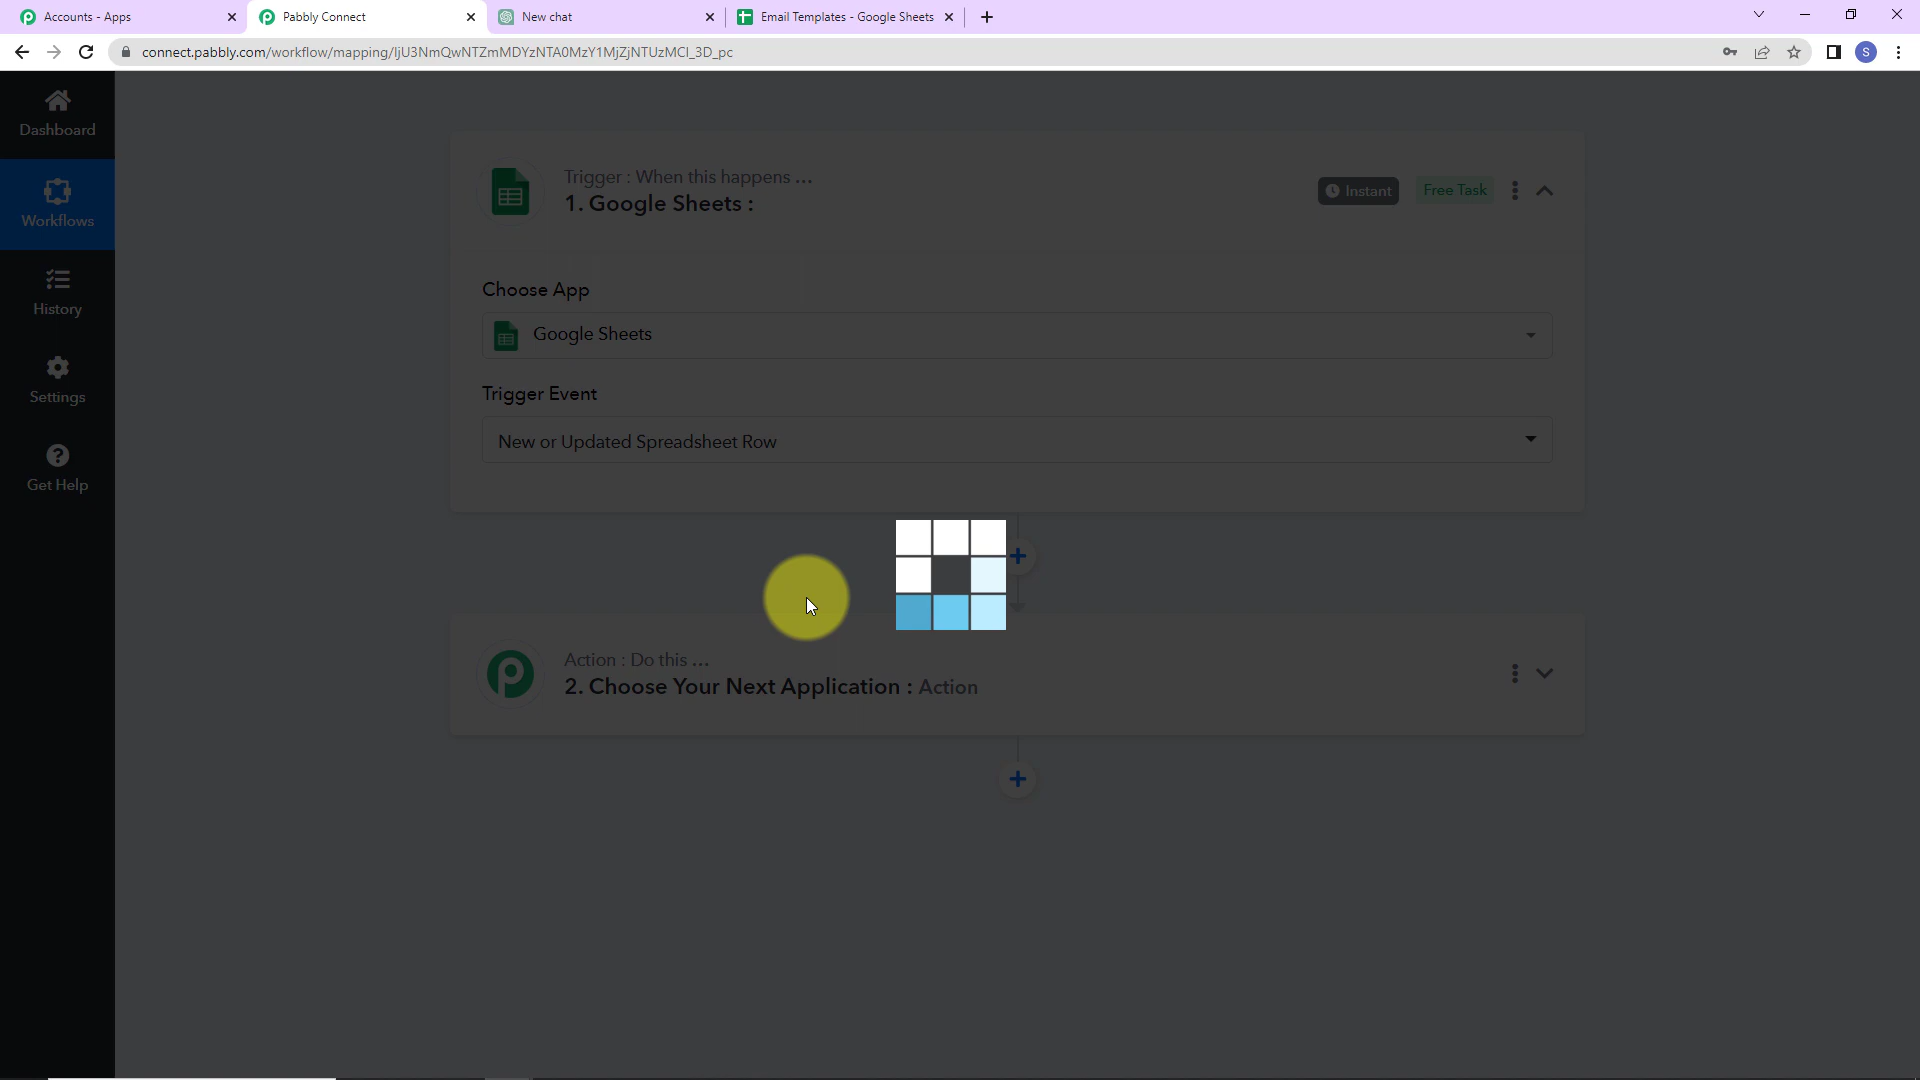 Accounts - Apps
Pabbly Connect
New chat
Email Templates - Google Sheets
connect.pabbly.com/workflow/mapping/IjU3NmQwNTZmMDYzNTA0MzY1MjZjNTUzMCI_3D_pc
S
Dashboard
Workflows
History
Settings
Get Help
Trigger : When this happens ...
1. Google Sheets :
Instant
Free Task
Choose App
Google Sheets
Trigger Event
New or Updated Spreadsheet Row
Action : Do this ...
2. Choose Your Next Application : Action